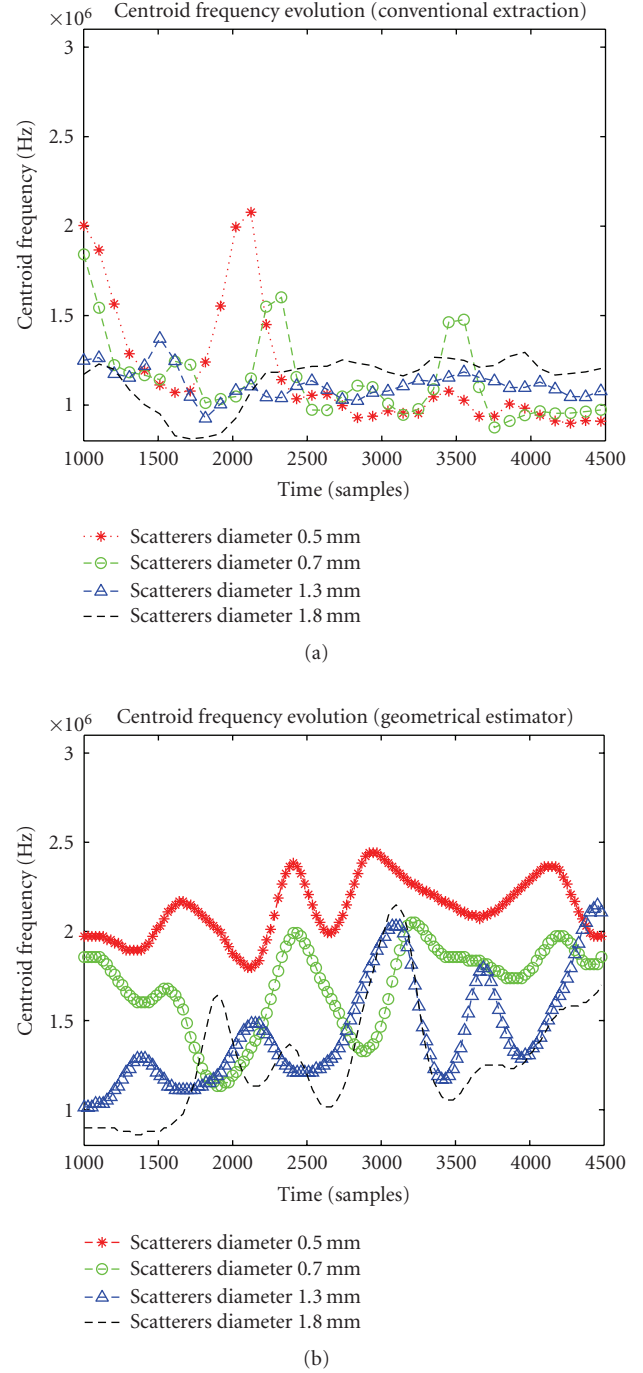 Centroid frequency evolution (conventional extraction)
×10⁶
3
2.5
2
1.5
1
Centroid frequency (Hz)
1000 1500 2000 2500 3000 3500 4000 4500
Time (samples)
Scatterers diameter 0.5 mm
Scatterers diameter 0.7 mm
Scatterers diameter 1.3 mm
Scatterers diameter 1.8 mm
(a)
Centroid frequency evolution (geometrical estimator)
×10⁶
3
2.5
2
1.5
1
Centroid frequency (Hz)
1000 1500 2000 2500 3000 3500 4000 4500
Time (samples)
Scatterers diameter 0.5 mm
Scatterers diameter 0.7 mm
Scatterers diameter 1.3 mm
Scatterers diameter 1.8 mm
(b)